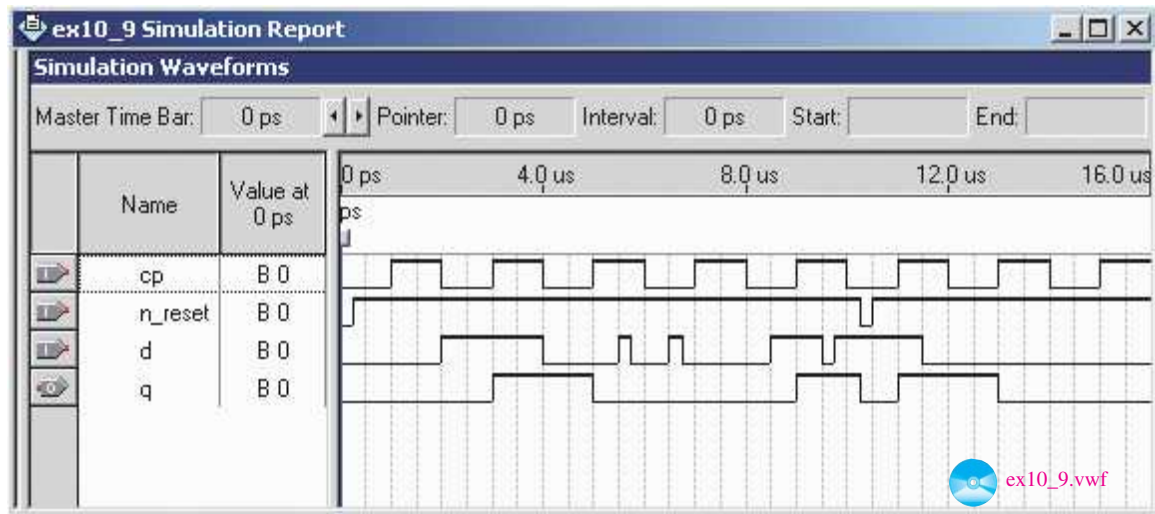 ex10_9 Simulation Report
Simulation Waveforms
Master Time Bar: 0 ps Pointer: 0 ps Interval: 0 ps Start: End:
Name Value at 0 ps
0 ps 4.0 us 8.0 us 12.0 us 16.0 us
ps
cp B 0
n_reset B 0
d B 0
q B 0
ex10_9.vwf